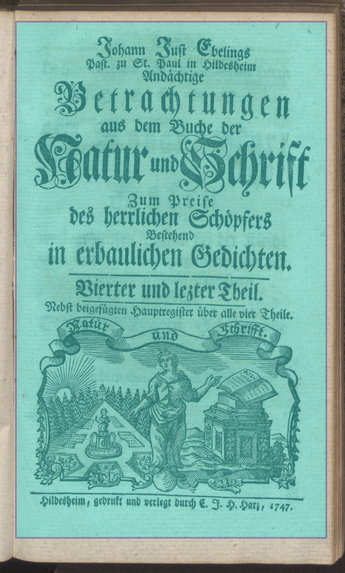 Johann Just Ebelings
Past. zu St. Paul in Hildesheim
Andächtige
Betrachtungen
aus dem Buche der
Natur und Schrift
Zum Preise
des herrlichen Schöpfers
Bestehend
in erbaulichen Gedichten.
Vierter und lezter Theil.
Nebst beigefügten Hauptregister über alle vier Theile.
Natur und Schrifft.
Hildesheim, gedrukt und verlegt durch C. J. H. Harz, 1747.